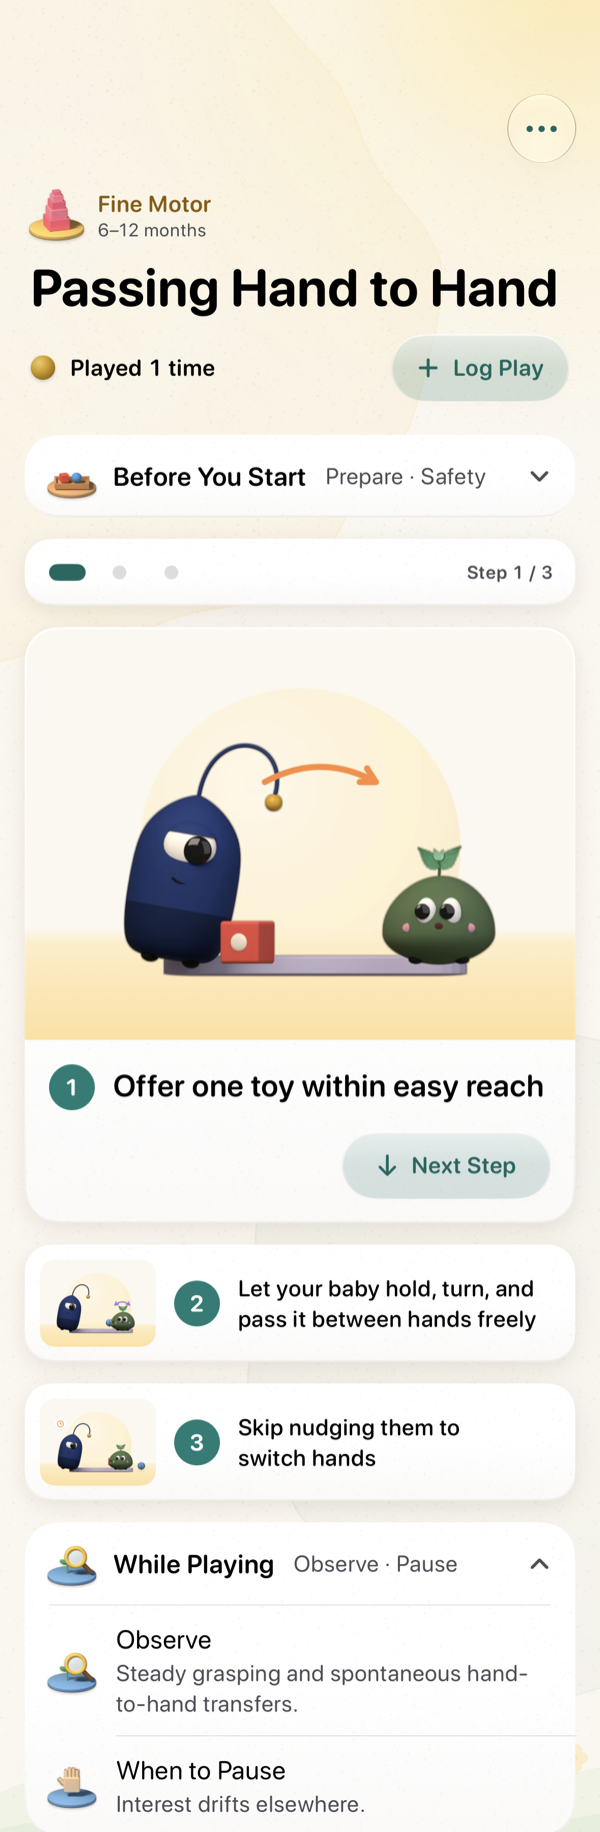 Fine Motor
6–12 months
Passing Hand to Hand
Played 1 time
+ Log Play
Before You Start Prepare · Safety
Step 1 / 3
1 Offer one toy within easy reach
Next Step
2 Let your baby hold, turn, and
pass it between hands freely
3 Skip nudging them to
switch hands
While Playing Observe · Pause
Observe
Steady grasping and spontaneous hand-
to-hand transfers.
When to Pause
Interest drifts elsewhere.